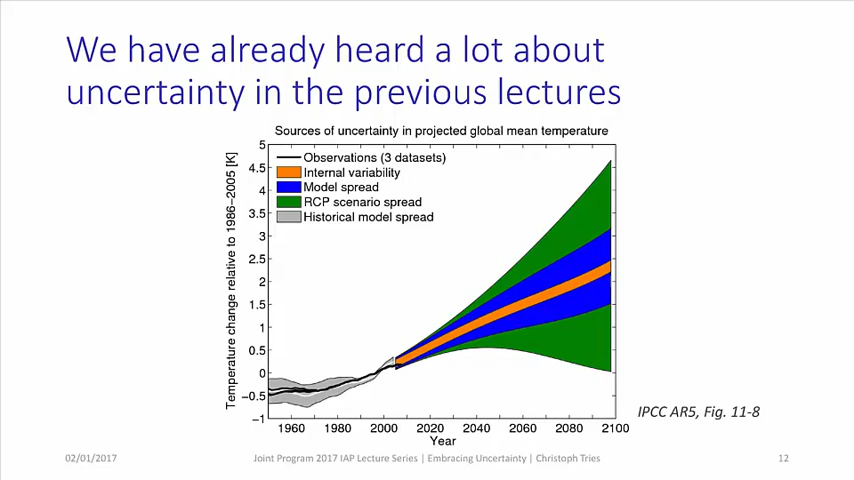 We have already heard a lot about
uncertainty in the previous lectures
Sources of uncertainty in projected global mean temperature
Temperature change relative to 1986−2005 [K]
5
4.5
4
3.5
3
2.5
2
1.5
1
0.5
0
−0.5
−1
Observations (3 datasets)
Internal variability
Model spread
RCP scenario spread
Historical model spread
1960 1980 2000 2020 2040 2060 2080 2100
Year
IPCC AR5, Fig. 11-8
02/01/2017 Joint Program 2017 IAP Lecture Series | Embracing Uncertainty | Christoph Tries 12